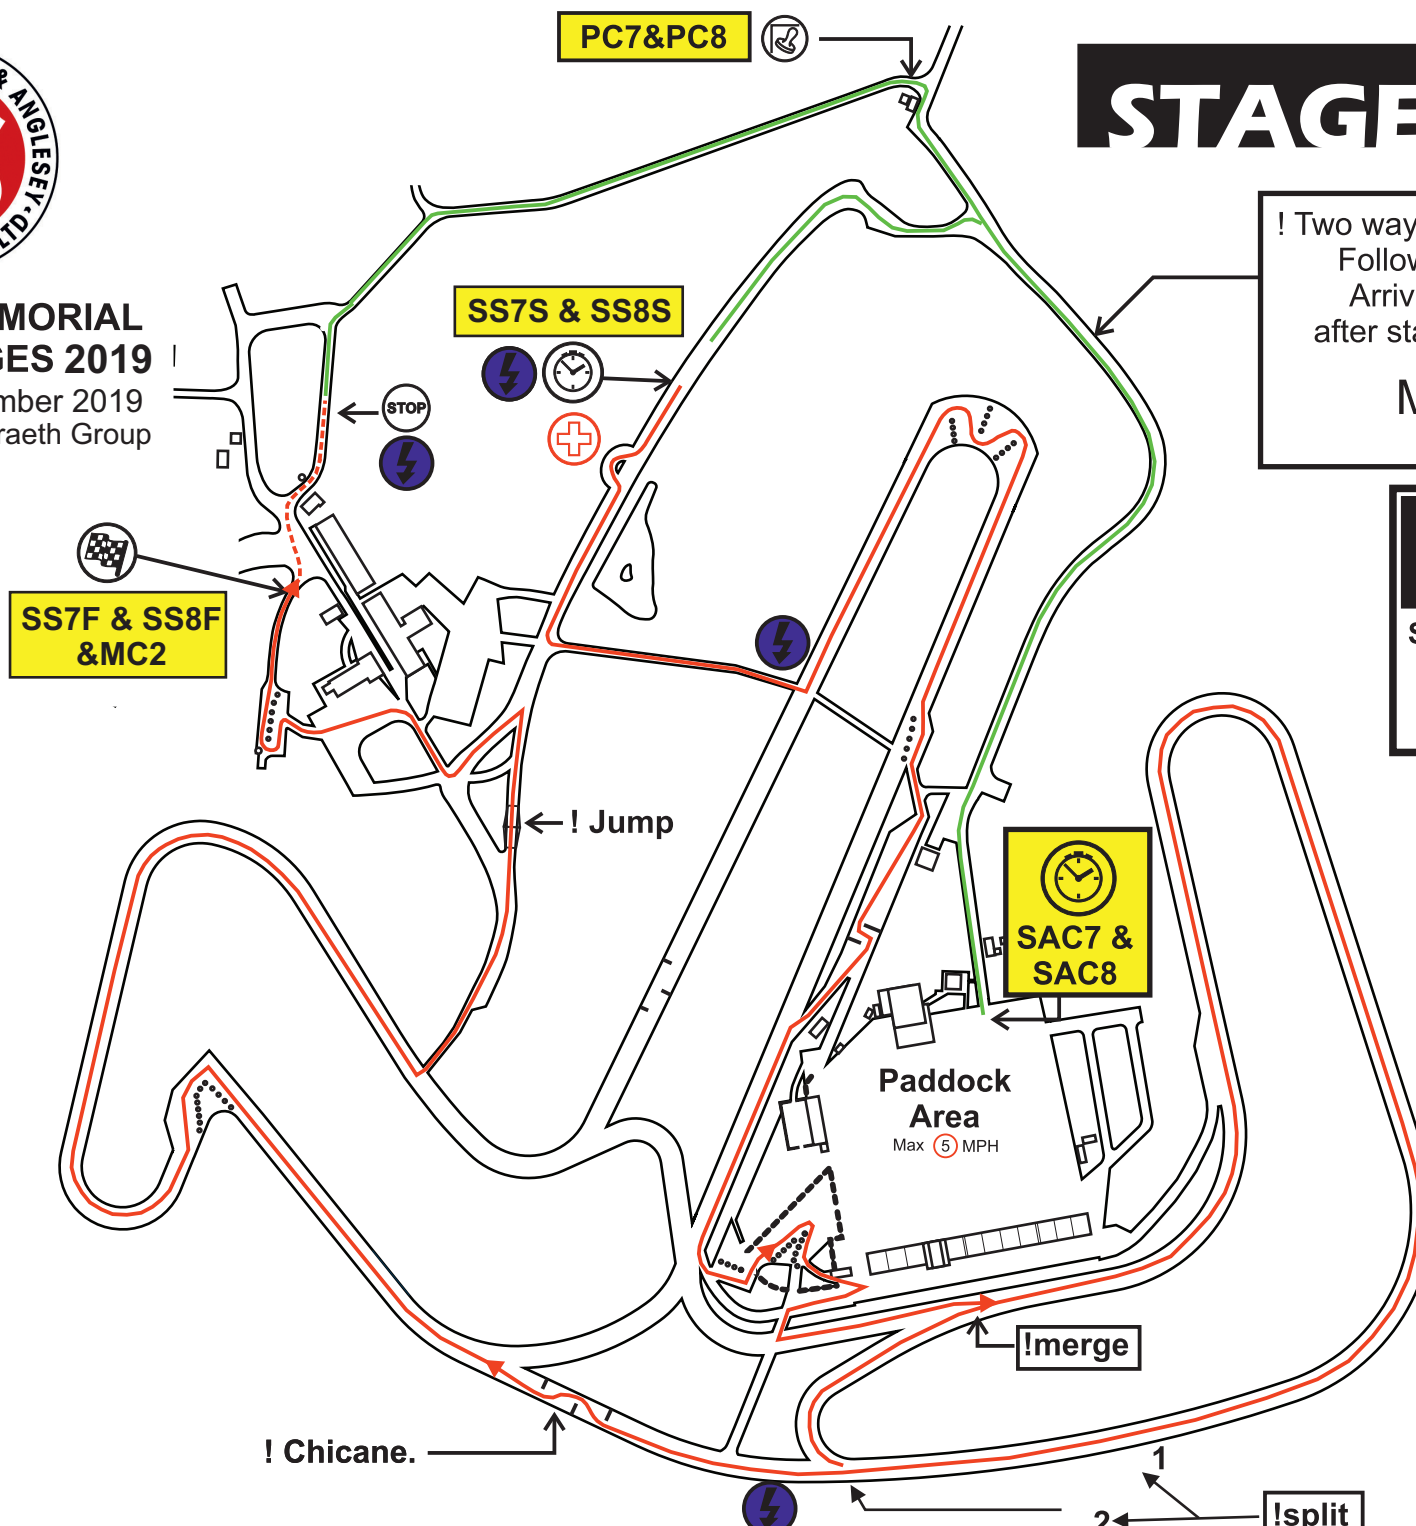 PC7&PC8
STAGE
& ANGLESEY
LTD
! Two way
Follow
Arriv
after sta
M
MORIAL
GES 2019
mber 2019
raeth Group
SS7S & SS8S
STOP
SS7F & SS8F
&MC2
! Jump
SAC7 &
SAC8
Paddock
Area
Max 5 MPH
!merge
! Chicane.
1
2
!split